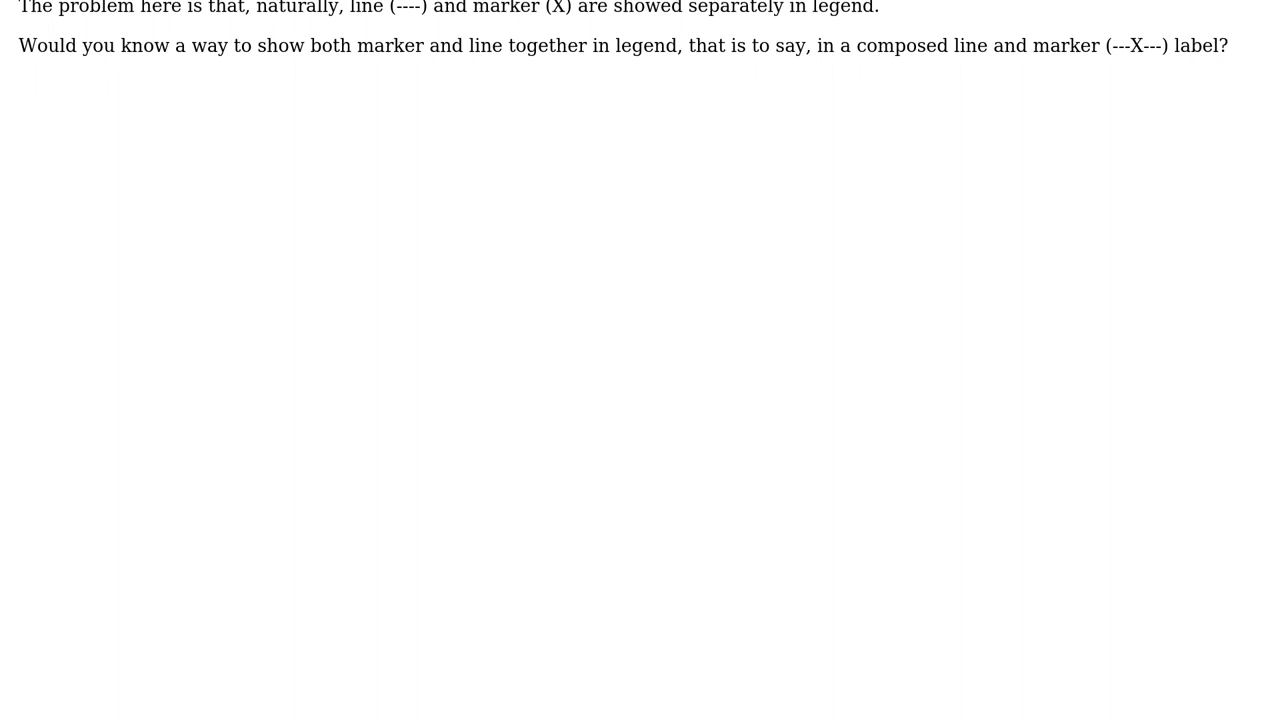 The problem here is that, naturally, line (----) and marker (X) are showed separately in legend.
Would you know a way to show both marker and line together in legend, that is to say, in a composed line and marker (---X---) label?